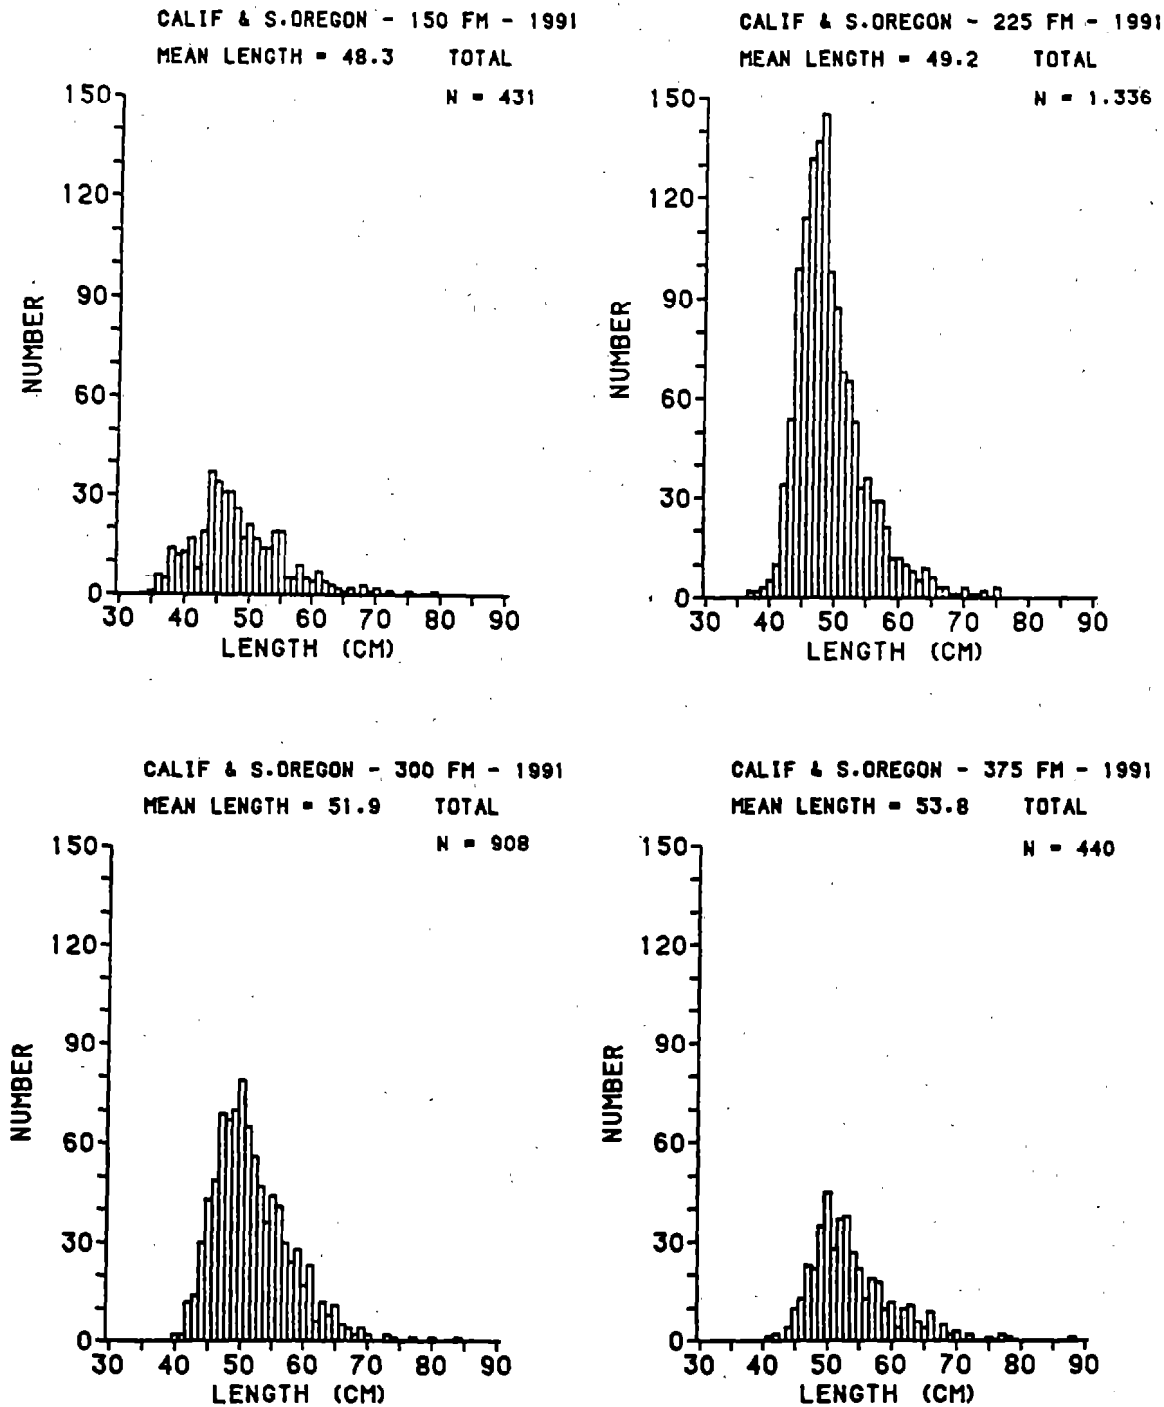 CALIF & S.OREGON - 150 FM - 1991
MEAN LENGTH = 48.3 TOTAL
N = 431
150
120
90
60
30
0
NUMBER
30 40 50 60 70 80 90
LENGTH (CM)
CALIF & S.OREGON - 225 FM - 1991
MEAN LENGTH = 49.2 TOTAL
N = 1.336
150
120
90
60
30
0
NUMBER
30 40 50 60 70 80 90
LENGTH (CM)
CALIF & S.OREGON - 300 FM - 1991
MEAN LENGTH = 51.9 TOTAL
N = 908
150
120
90
60
30
0
NUMBER
30 40 50 60 70 80 90
LENGTH (CM)
CALIF & S.OREGON - 375 FM - 1991
MEAN LENGTH = 53.8 TOTAL
N = 440
150
120
90
60
30
0
NUMBER
30 40 50 60 70 80 90
LENGTH (CM)